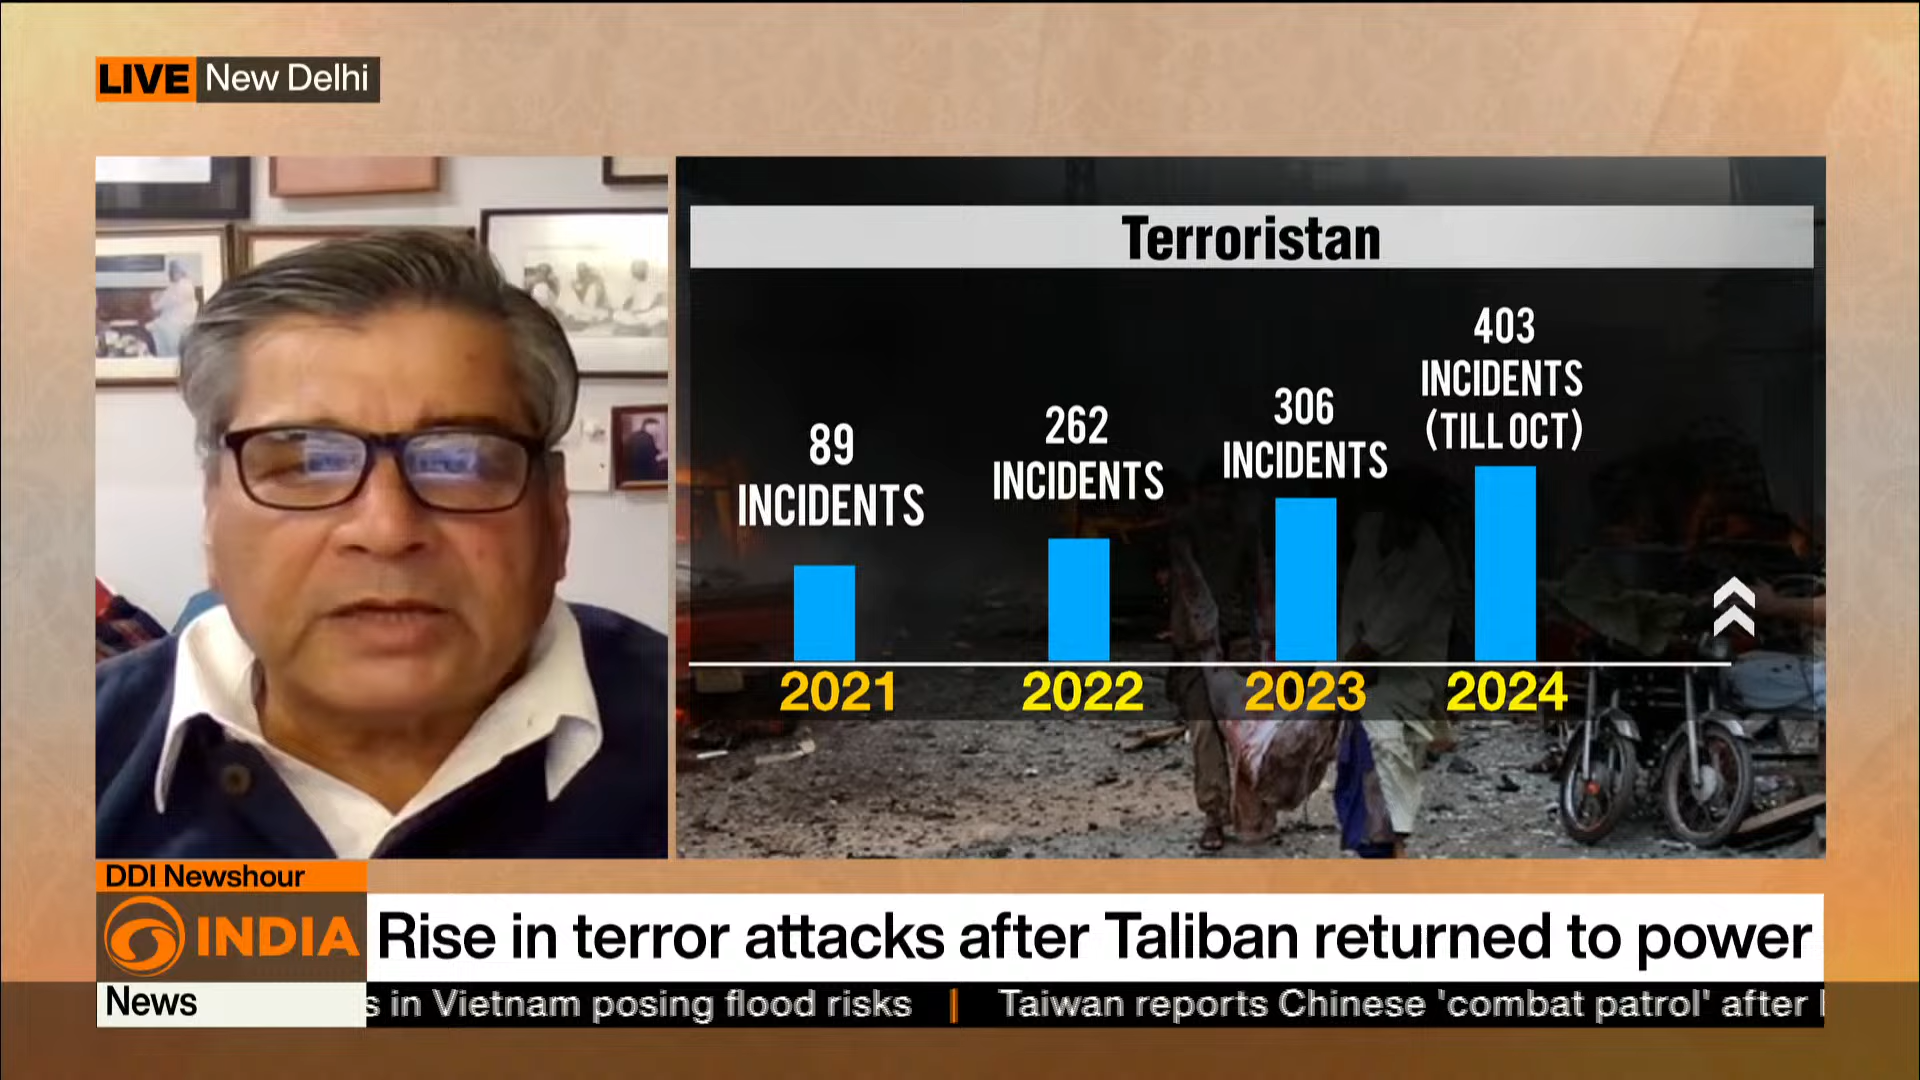 LIVE New Delhi
Terroristan
89
INCIDENTS
262
INCIDENTS
306
INCIDENTS
403
INCIDENTS
(TILL OCT)
2021 2022 2023 2024
DDI Newshour
INDIA
Rise in terror attacks after Taliban returned to power
News
s in Vietnam posing flood risks | Taiwan reports Chinese 'combat patrol' after